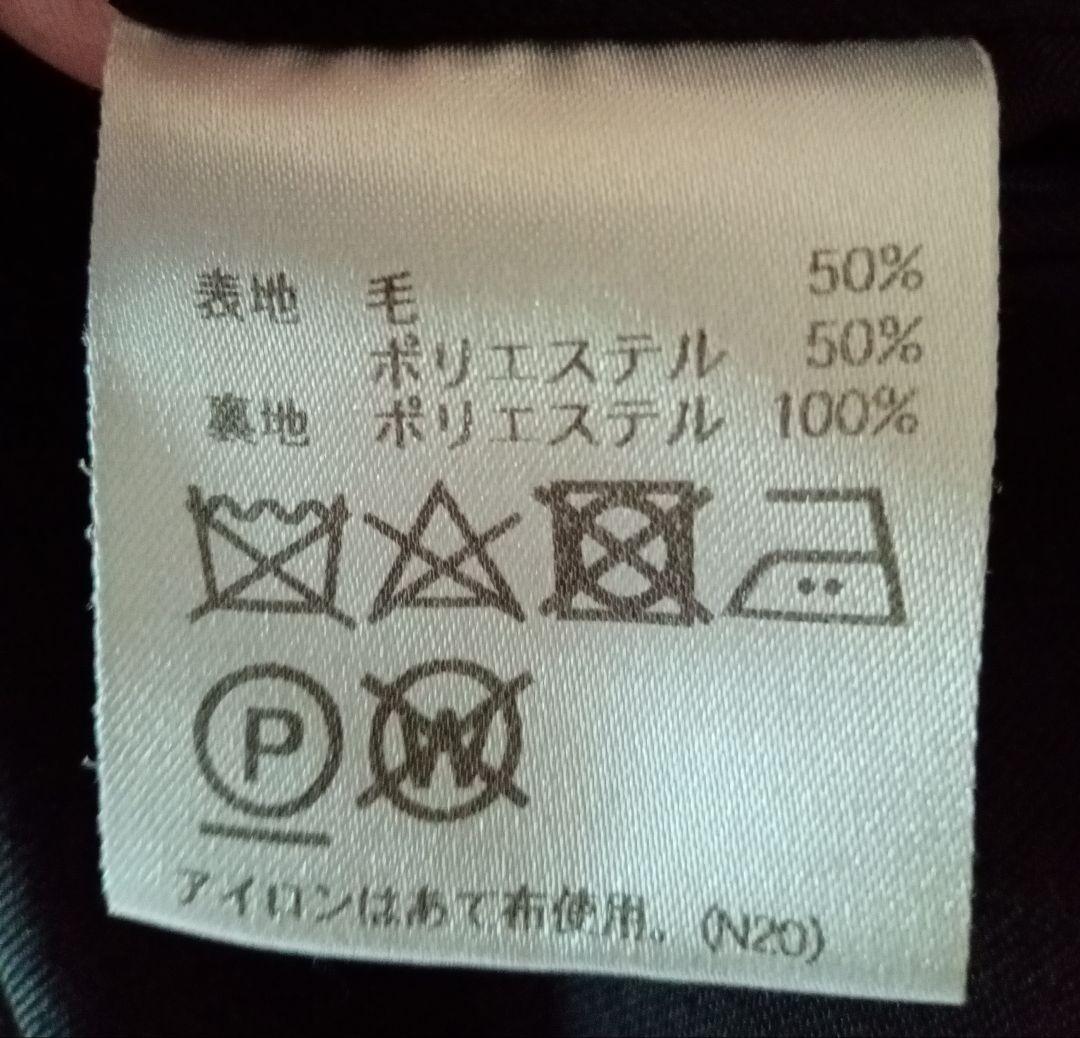 表地 毛 50%
ポリエステル 50%
裏地 ポリエステル 100%
P W
アイロンはあて布使用。(N20)